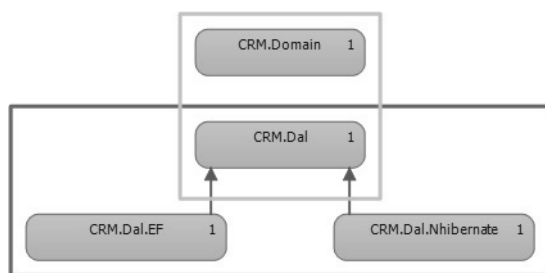 CRM.Domain 1
CRM.Dal 1
CRM.Dal.EF 1
CRM.Dal.Nhibernate 1